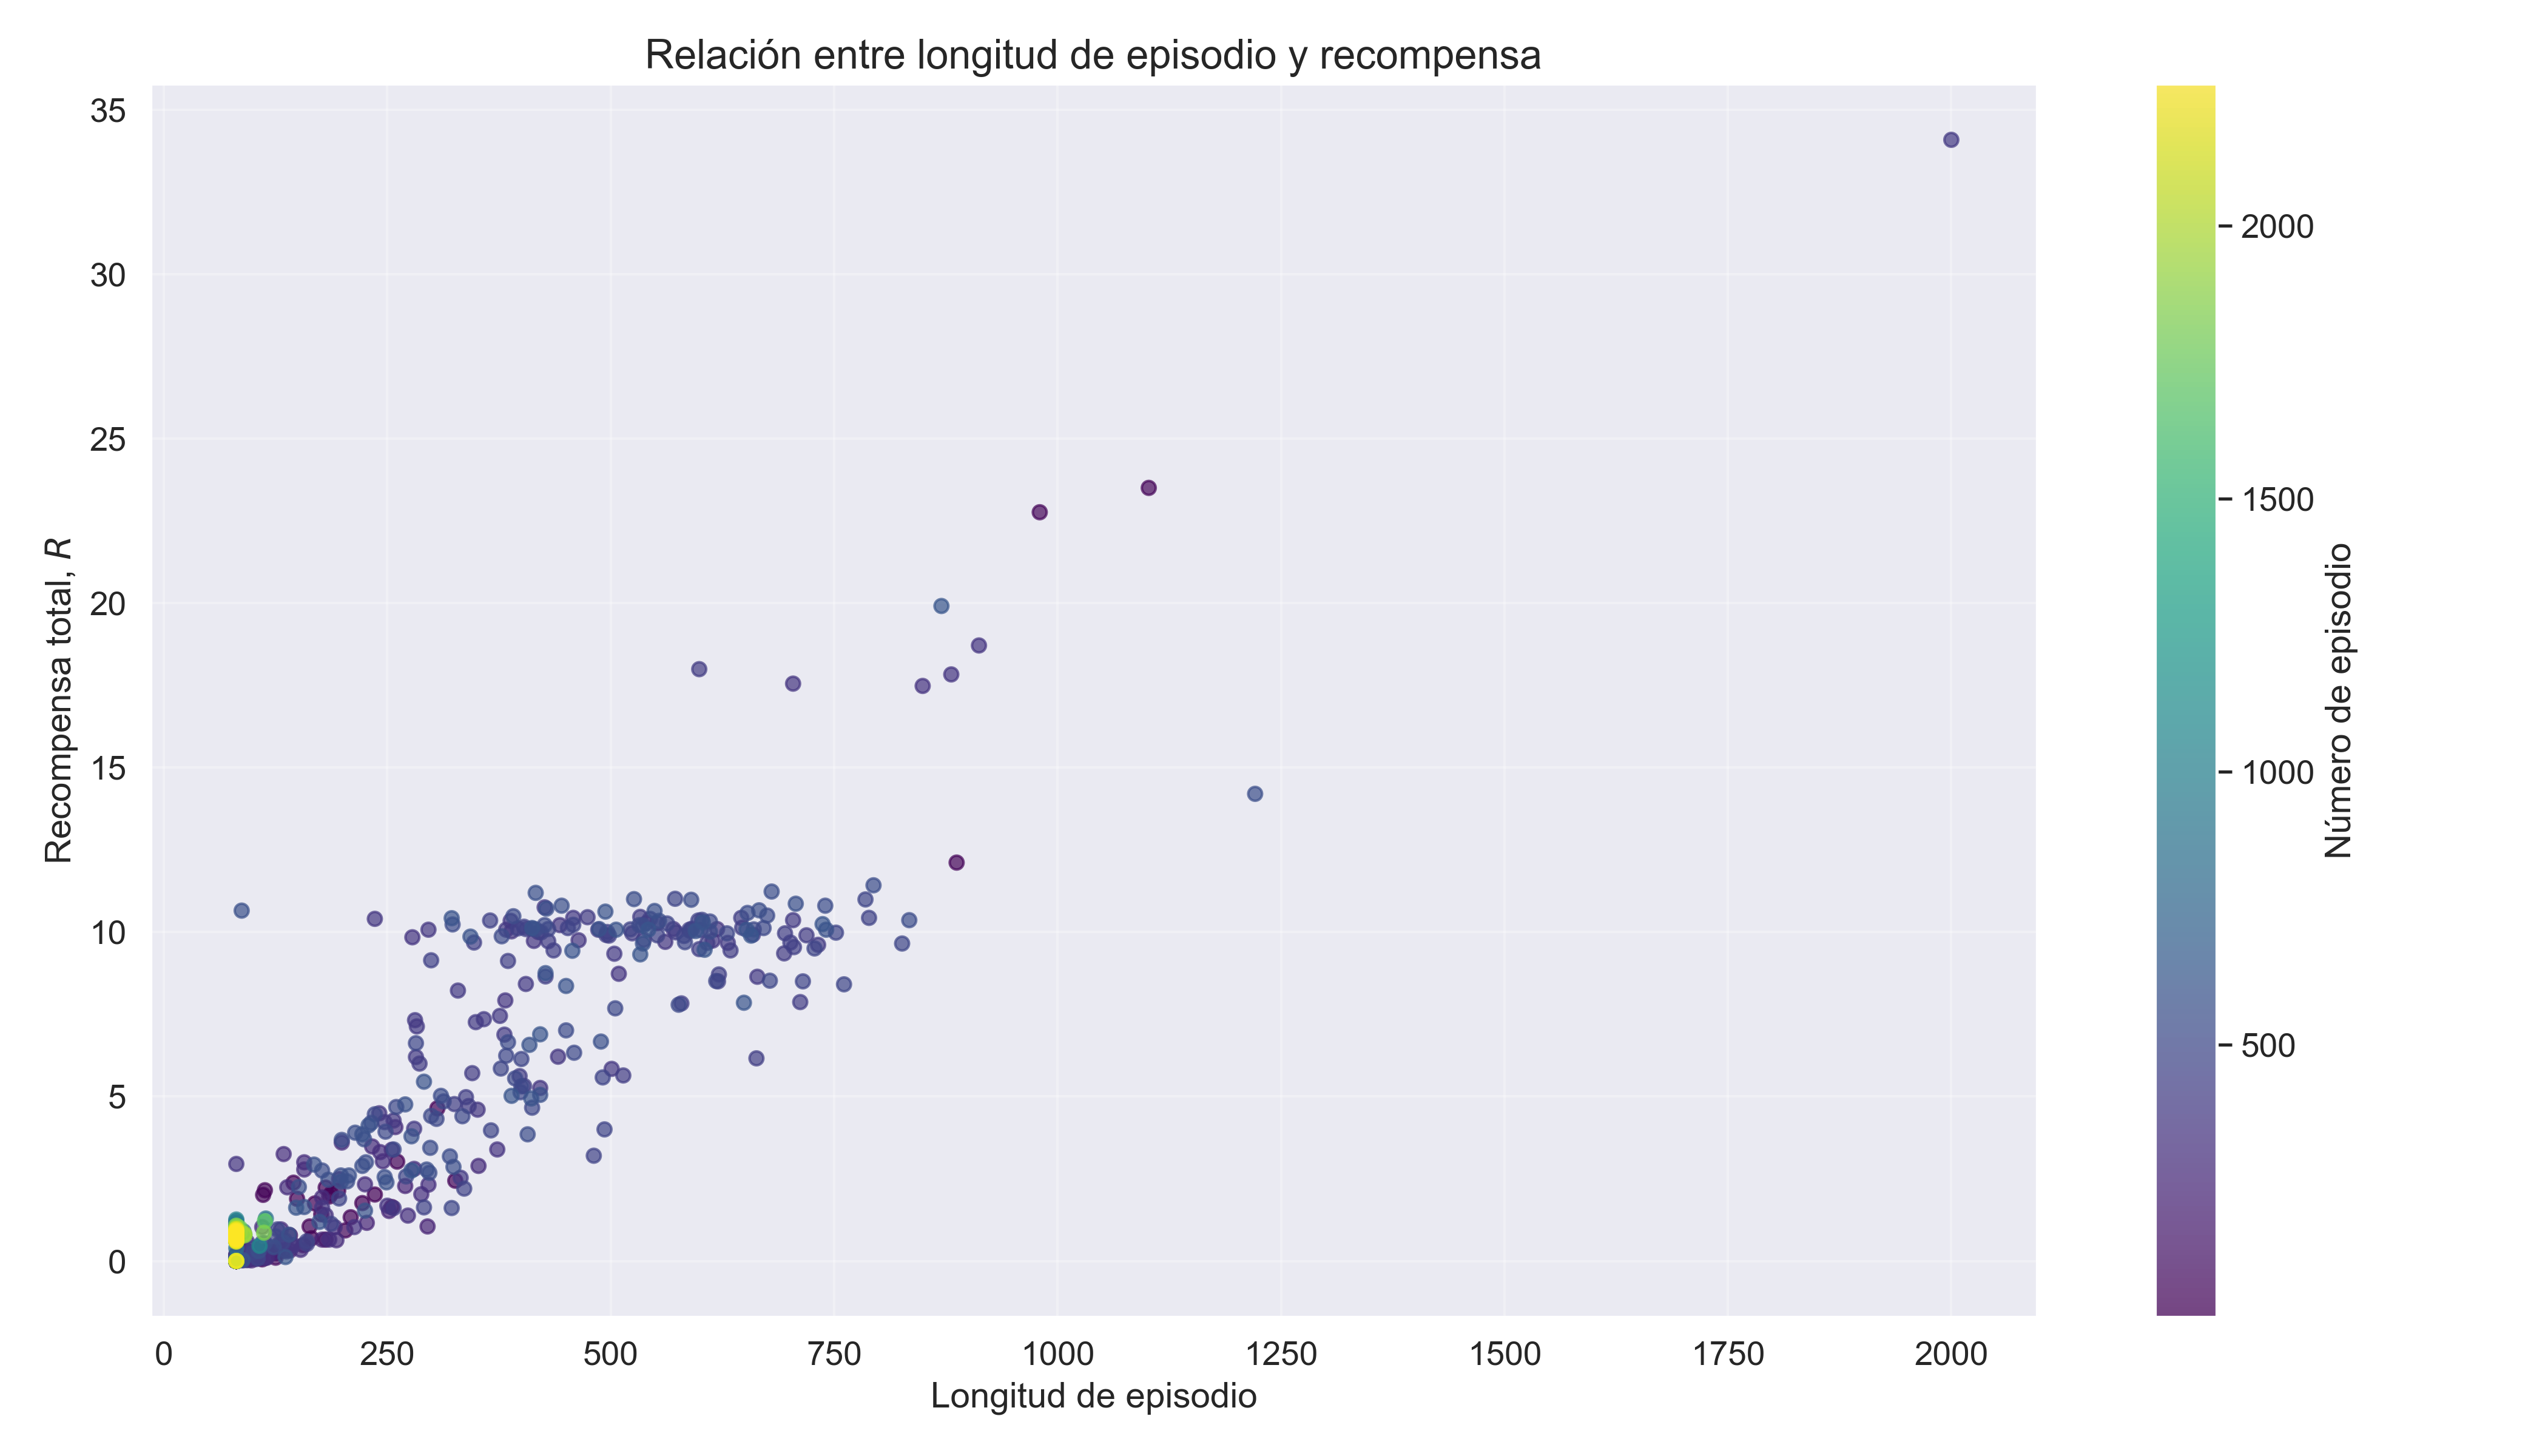 Relación entre longitud de episodio y recompensa
35
30
25
20
15
10
5
0
Recompensa total, R
0 250 500 750 1000 1250 1500 1750 2000
Longitud de episodio
2000
1500
1000
500
Número de episodio